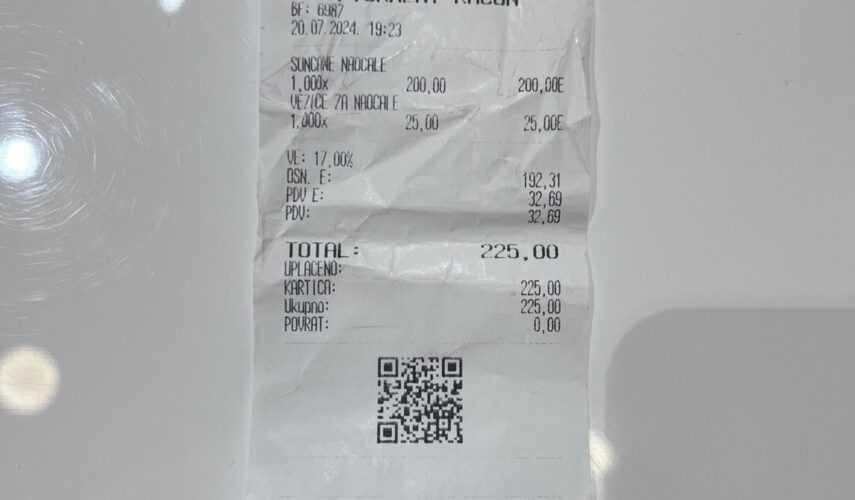 RAČUN
BF: 6987
20.07.2024. 19:23
SUNCANE NAOCALE
1,000x 200,00 200,00E
VEZICE ZA NAOCALE
1,000x 25,00 25,00E
VE: 17,00%
OSN. E: 192,31
PDV E: 32,69
PDV: 32,69
TOTAL: 225,00
UPLACENO:
KARTICA: 225,00
Ukupno: 225,00
POVRAT: 0,00